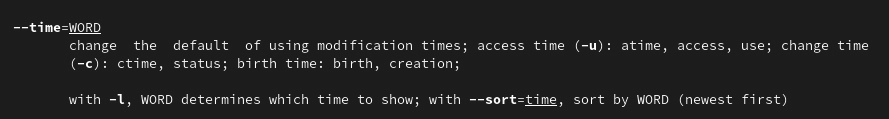 --time=WORD
change the default of using modification times; access time (-u): atime, access, use; change time
(-c): ctime, status; birth time: birth, creation;
with -l, WORD determines which time to show; with --sort=time, sort by WORD (newest first)